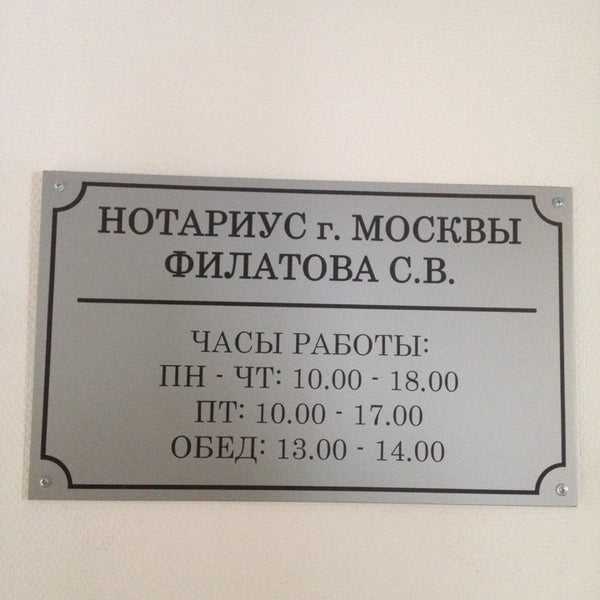 НОТАРИУС г. МОСКВЫ
ФИЛАТОВА С.В.
ЧАСЫ РАБОТЫ:
ПН - ЧТ: 10.00 - 18.00
ПТ: 10.00 - 17.00
ОБЕД: 13.00 - 14.00